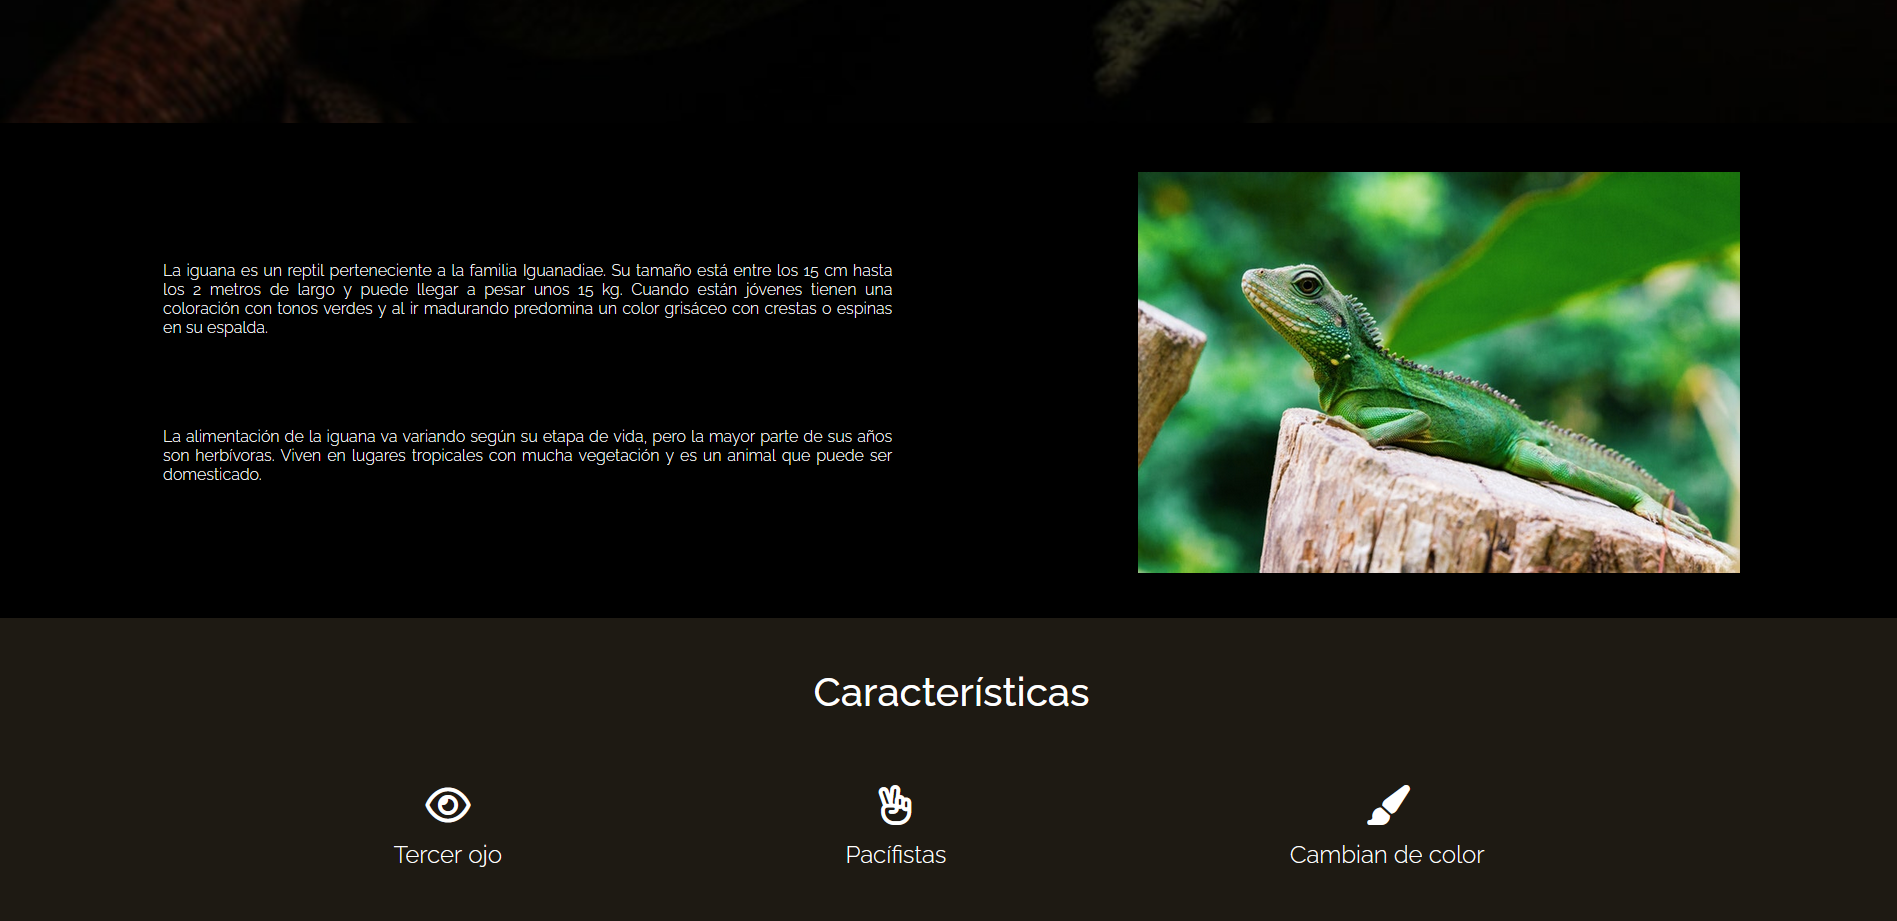 La iguana es un reptil perteneciente a la familia Iguanadiae. Su tamaño está entre los 15 cm hasta
los 2 metros de largo y puede llegar a pesar unos 15 kg. Cuando están jóvenes tienen una
coloración con tonos verdes y al ir madurando predomina un color grisáceo con crestas o espinas
en su espalda.
La alimentación de la iguana va variando según su etapa de vida, pero la mayor parte de sus años
son herbívoras. Viven en lugares tropicales con mucha vegetación y es un animal que puede ser
domesticado.
Características
Tercer ojo
Pacífistas
Cambian de color